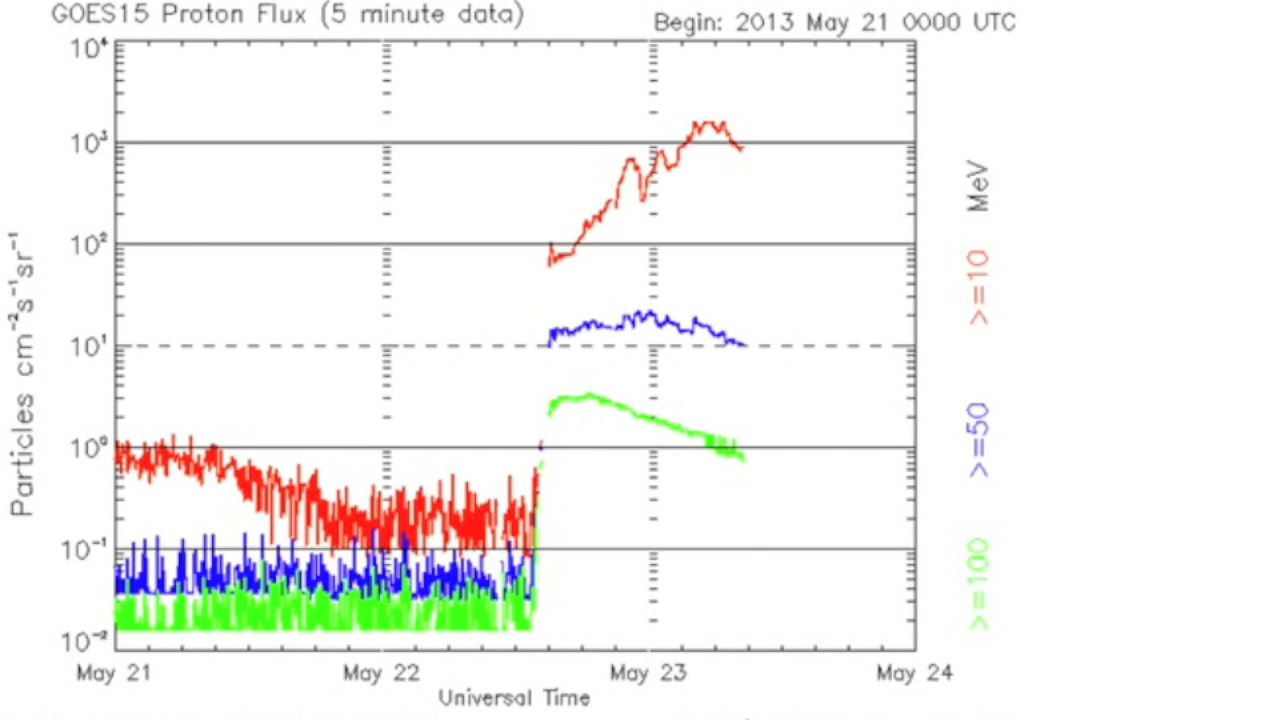 GOES15 Proton Flux (5 minute data)
Begin: 2013 May 21 0000 UTC
10⁴
10³
10²
10¹
10⁰
10⁻¹
10⁻²
Particles cm⁻²s⁻¹sr⁻¹
May 21
May 22
May 23
May 24
Universal Time
>=100 >=50 >=10 MeV